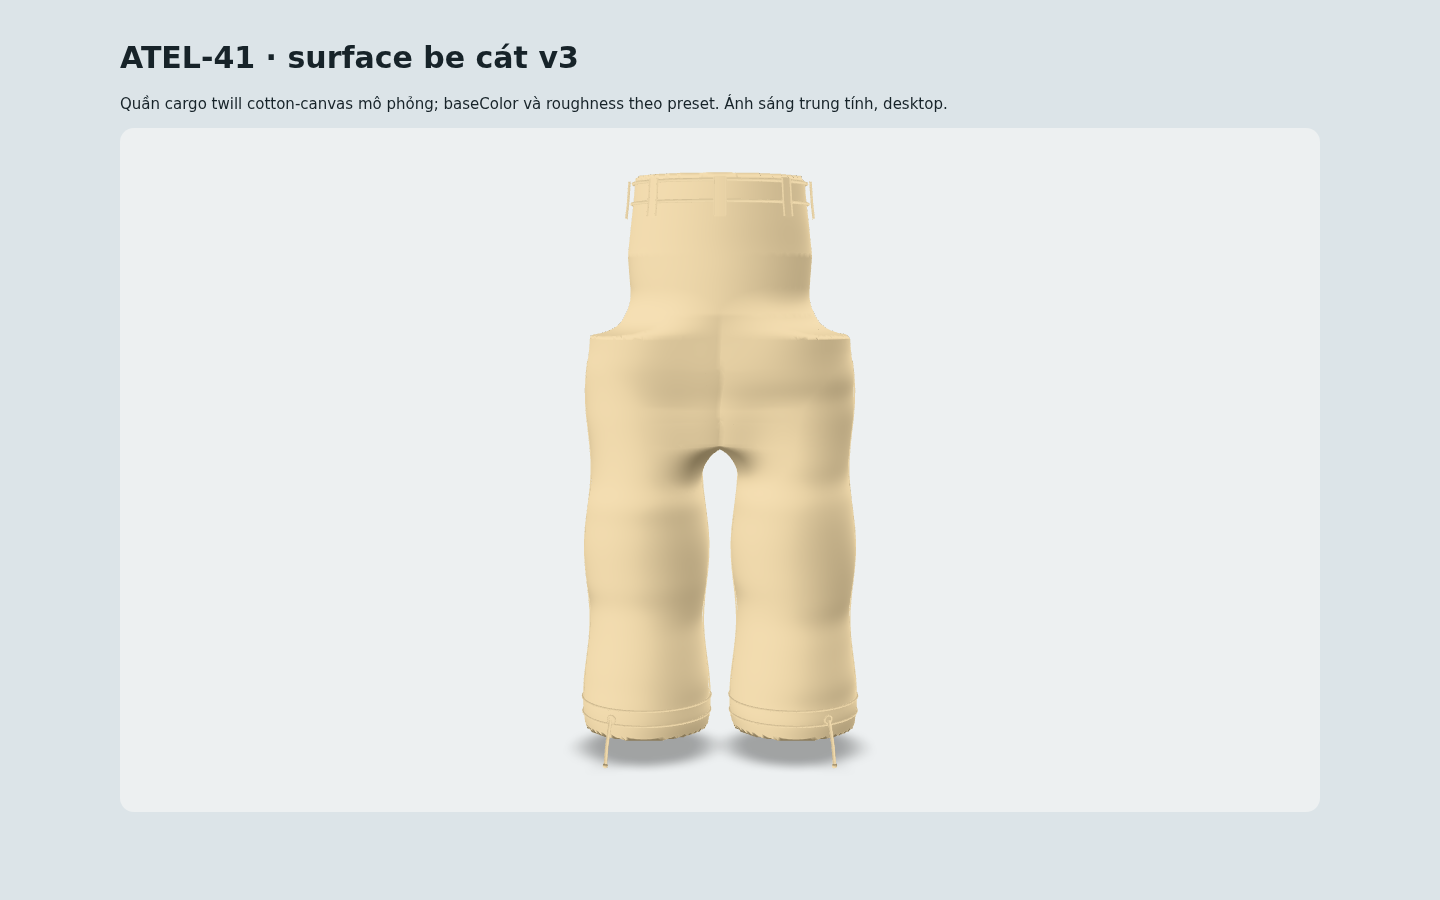 ATEL-41 · surface be cát v3
Quần cargo twill cotton-canvas mô phỏng; baseColor và roughness theo preset. Ánh sáng trung tính, desktop.